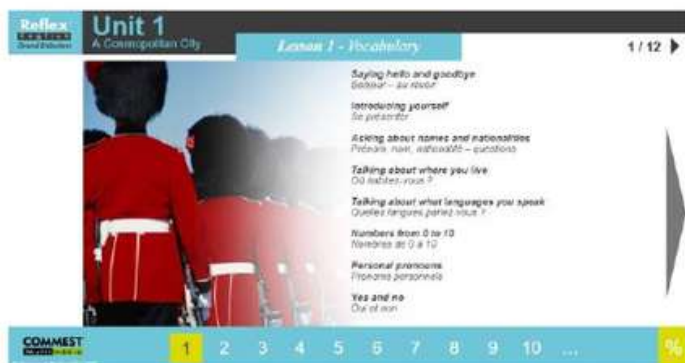 Reflex
English
Grand Débutant
Unit 1
A Cosmopolitan City
Lesson 1 - Vocabulary
1 / 12
Saying hello and goodbye
Bonjour – au revoir
Introducing yourself
Se présenter
Asking about names and nationalities
Prénom, nom, nationalité – questions
Talking about where you live
Où habitez-vous ?
Talking about what languages you speak
Quelles langues parlez vous ?
Numbers from 0 to 10
Nombres de 0 à 10
Personal pronouns
Pronoms personnels
Yes and no
Oui et non
COMMEST
1 2 3 4 5 6 7 8 9 10 ... %